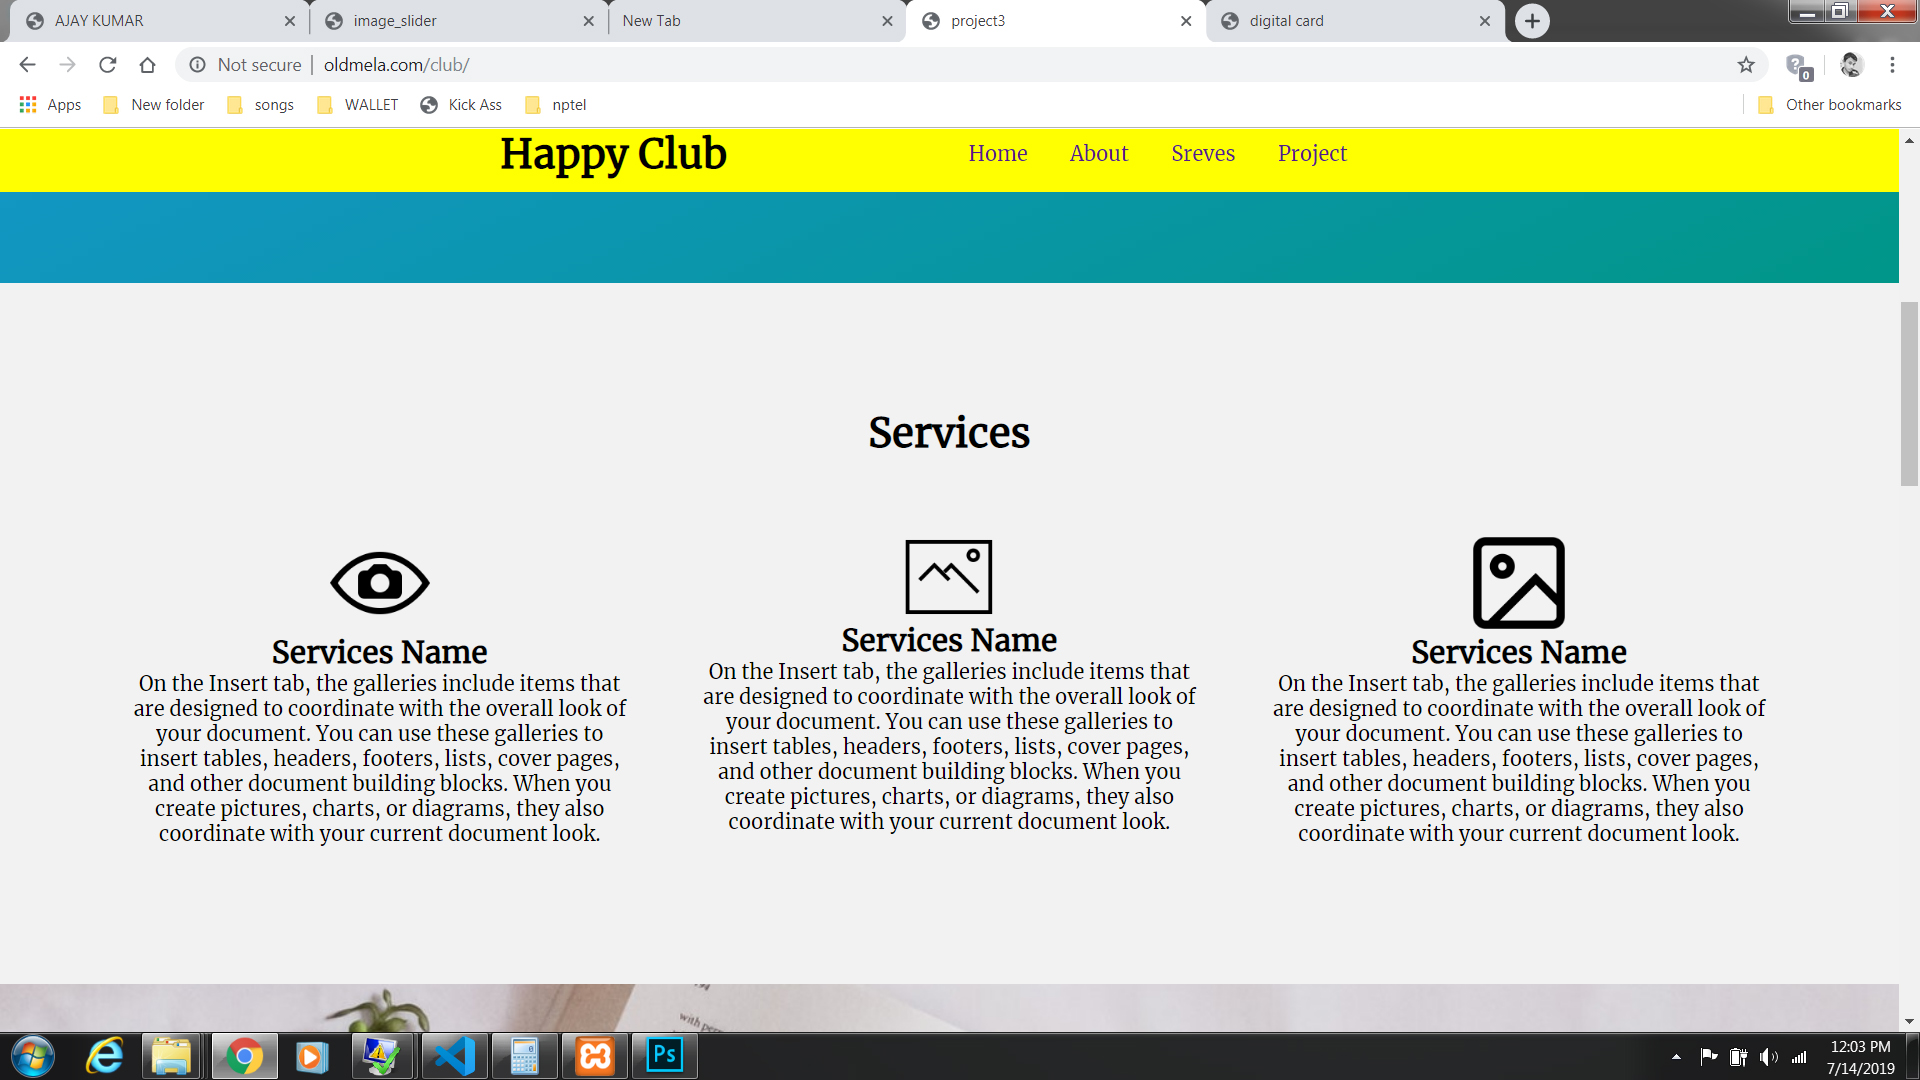 AJAY KUMAR
image_slider
New Tab
project3
digital card
Not secure | oldmela.com/club/
0
Apps
New folder
songs
WALLET
Kick Ass
nptel
Other bookmarks
Happy Club
Home
About
Sreves
Project
Services
Services Name
On the Insert tab, the galleries include items that
are designed to coordinate with the overall look of
your document. You can use these galleries to
insert tables, headers, footers, lists, cover pages,
and other document building blocks. When you
create pictures, charts, or diagrams, they also
coordinate with your current document look.
Services Name
On the Insert tab, the galleries include items that
are designed to coordinate with the overall look of
your document. You can use these galleries to
insert tables, headers, footers, lists, cover pages,
and other document building blocks. When you
create pictures, charts, or diagrams, they also
coordinate with your current document look.
Services Name
On the Insert tab, the galleries include items that
are designed to coordinate with the overall look of
your document. You can use these galleries to
insert tables, headers, footers, lists, cover pages,
and other document building blocks. When you
create pictures, charts, or diagrams, they also
coordinate with your current document look.
with
Ps
12:03 PM
7/14/2019